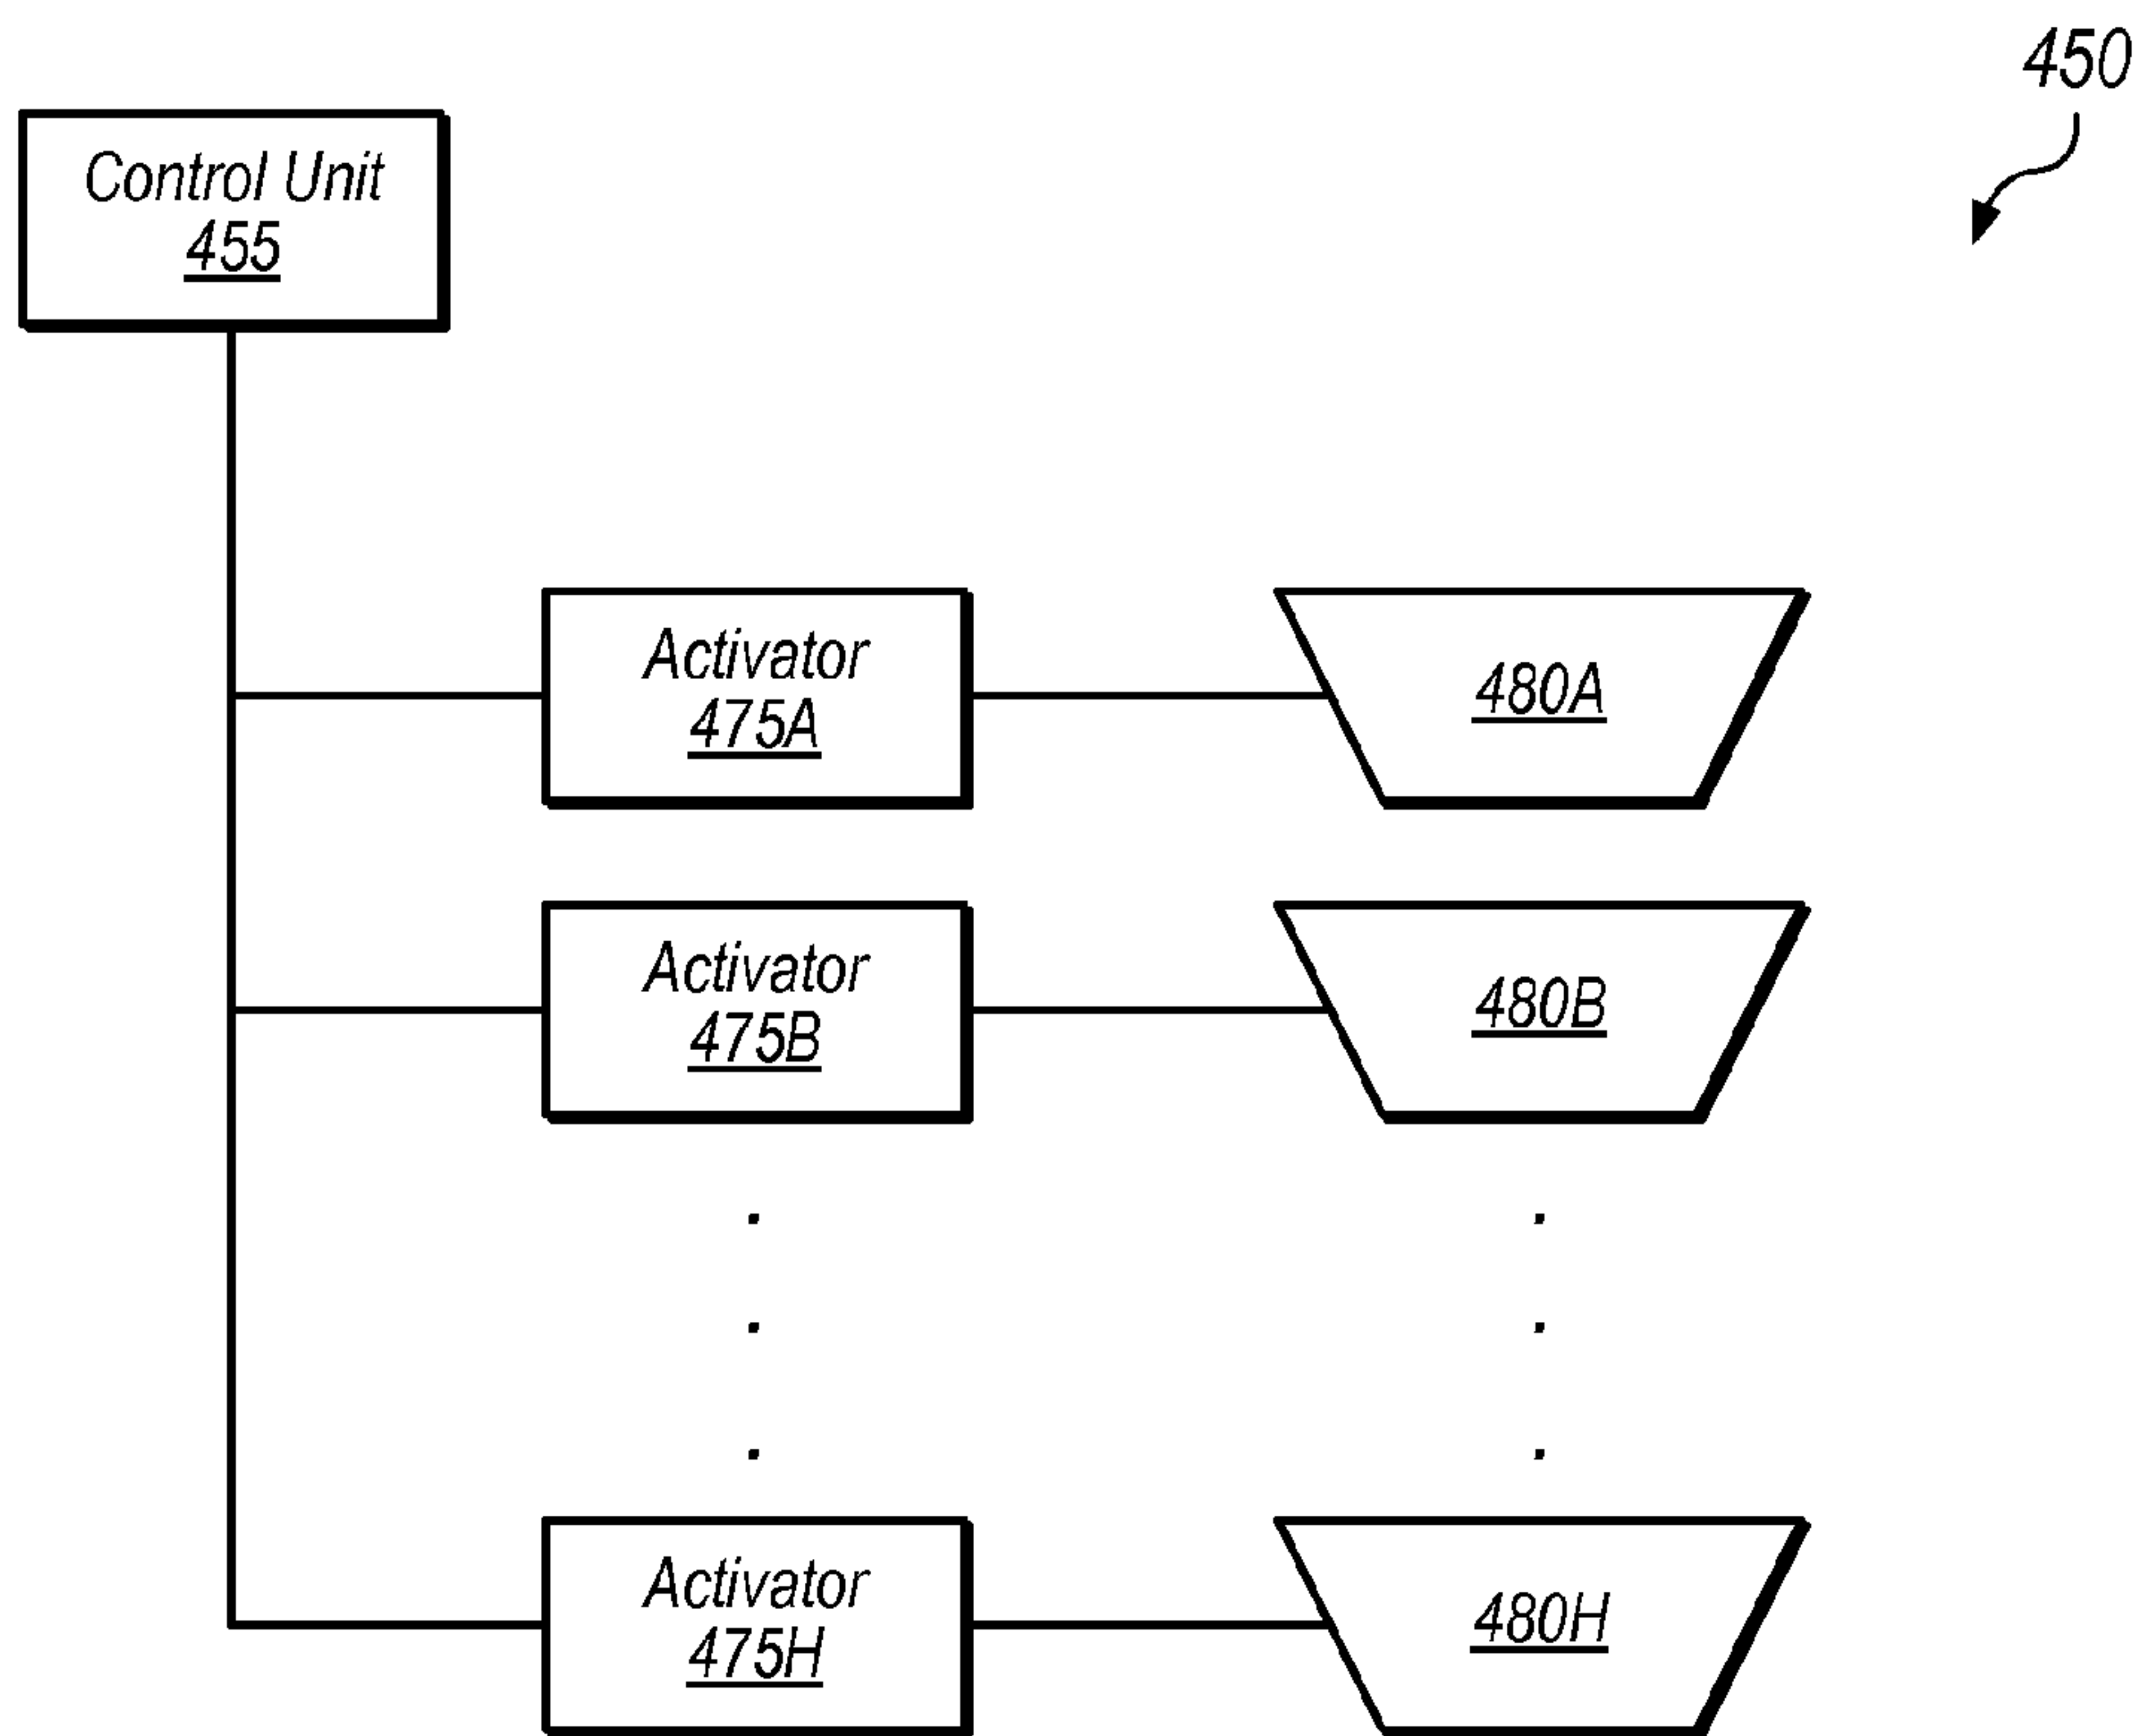 450
Control Unit
455
Activator
475A
480A
Activator
475B
480B
Activator
475H
480H